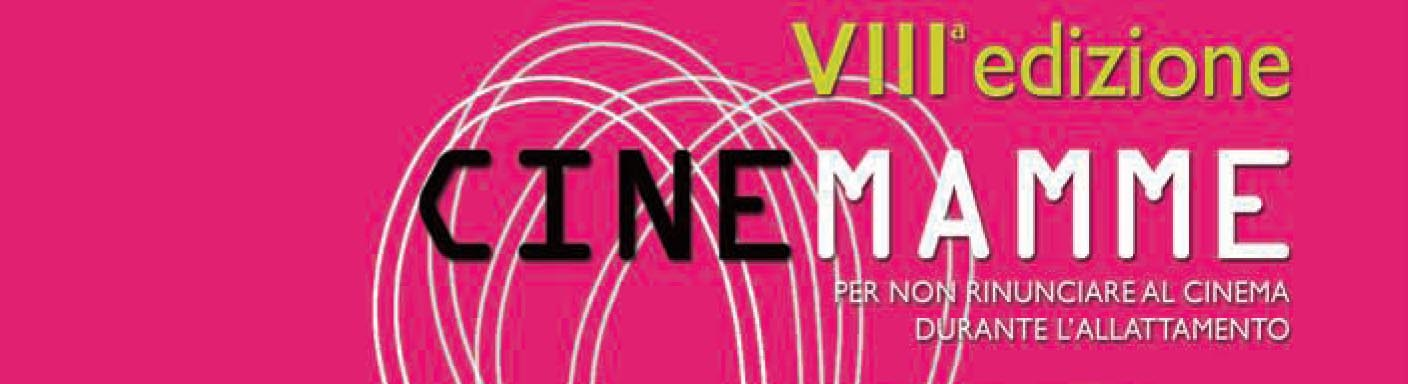 VIIIª edizione
CINEMAMME
PER NON RINUNCIARE AL CINEMA
DURANTE L'ALLATTAMENTO